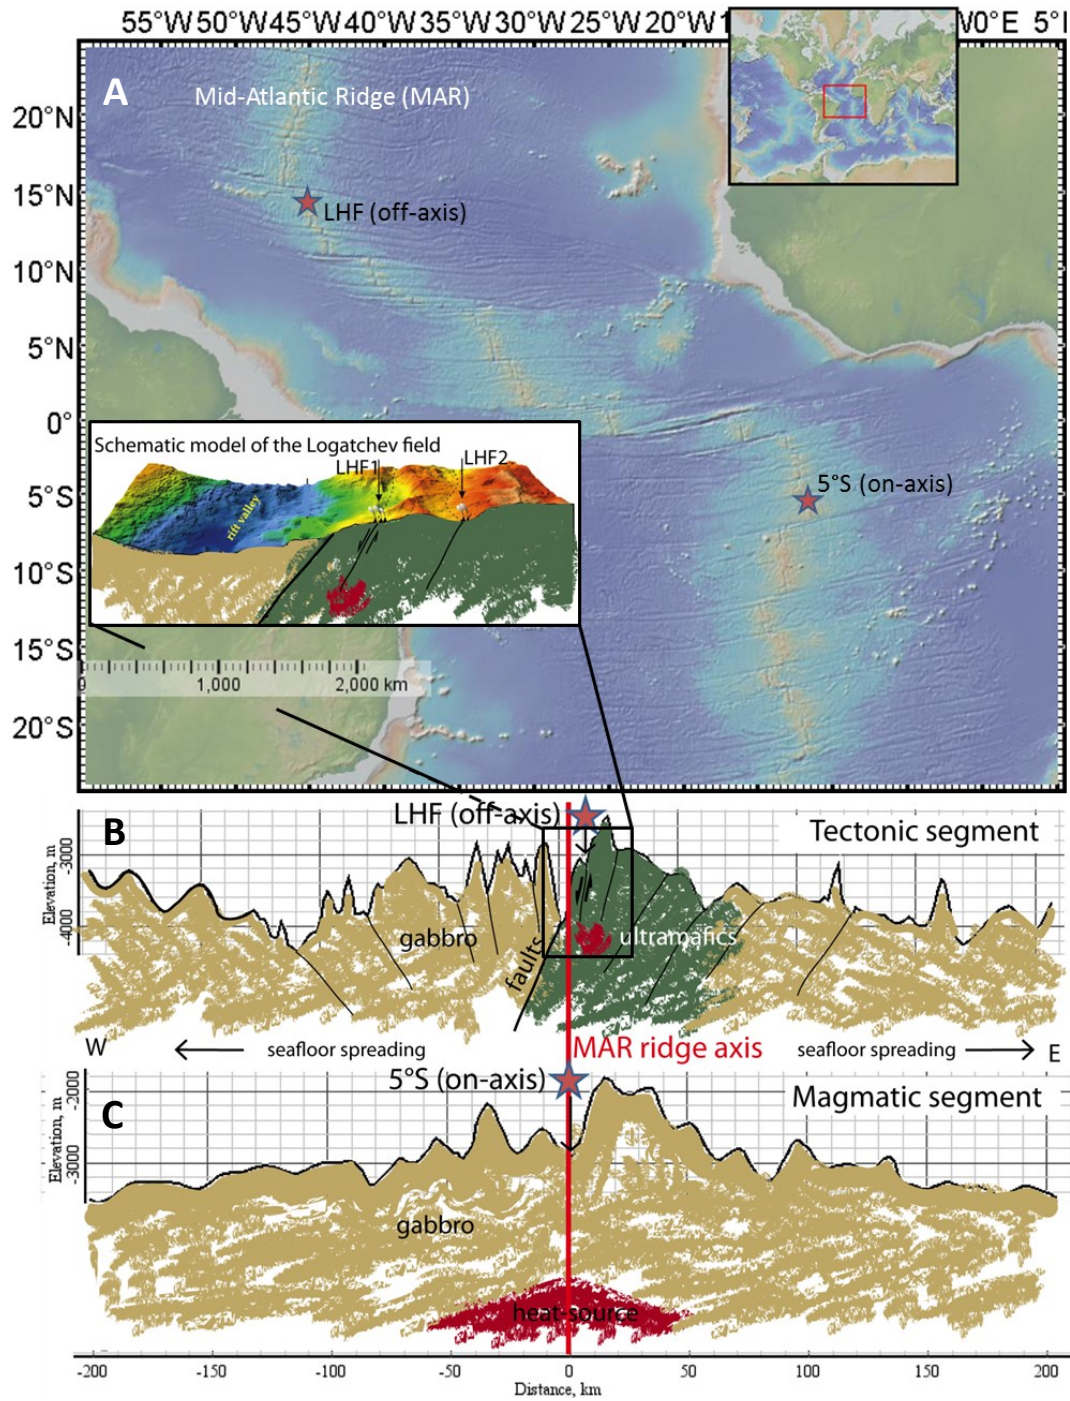 55°W 50°W 45°W 40°W 35°W 30°W 25°W 20°W 15°W
W 0°E 5°
A
Mid-Atlantic Ridge (MAR)
20°N
15°N
LHF (off-axis)
10°N
5°N
0°
Schematic model of the Logatchev field
LHF1
LHF2
rift valley
5°S
5°S (on-axis)
10°S
15°S
0 1,000 2,000 km
20°S
B
LHF (off-axis)
Tectonic segment
Elevation, m
-3000
-4000
gabbro
faults
ultramafics
W
seafloor spreading
MAR ridge axis
seafloor spreading
E
5°S (on-axis)
C
Magmatic segment
Elevation, m
-2000
-3000
gabbro
heat-source
-200 -150 -100 -50 0 50 100 150 200
Distance, km